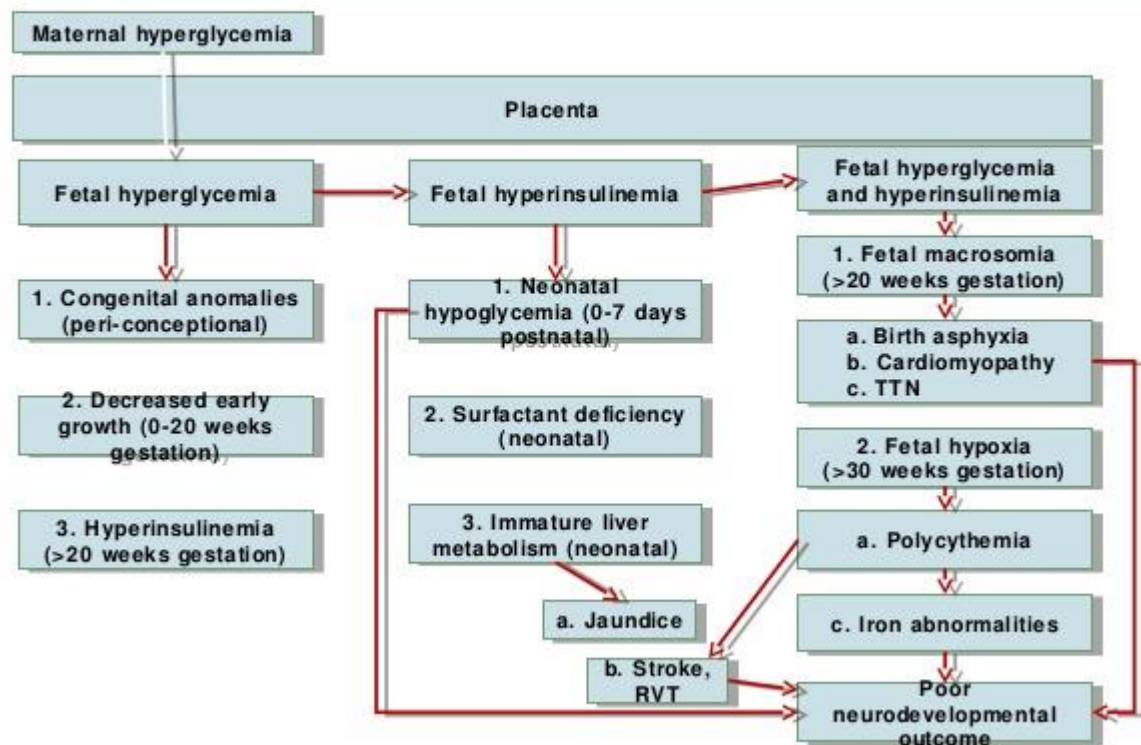 Maternal hyperglycemia
Placenta
Fetal hyperglycemia
Fetal hyperinsulinemia
Fetal hyperglycemia
and hyperinsulinemia
1. Congenital anomalies
(peri-conceptional)
2. Decreased early
growth (0-20 weeks
gestation)
3. Hyperinsulinemia
(>20 weeks gestation)
1. Neonatal
hypoglycemia (0-7 days
postnatal)
2. Surfactant deficiency
(neonatal)
3. Immature liver
metabolism (neonatal)
a. Jaundice
b. Stroke,
RVT
1. Fetal macrosomia
(>20 weeks gestation)
a. Birth asphyxia
b. Cardiomyopathy
c. TTN
2. Fetal hypoxia
(>30 weeks gestation)
a. Polycythemia
c. Iron abnormalities
Poor
neurodevelopmental
outcome